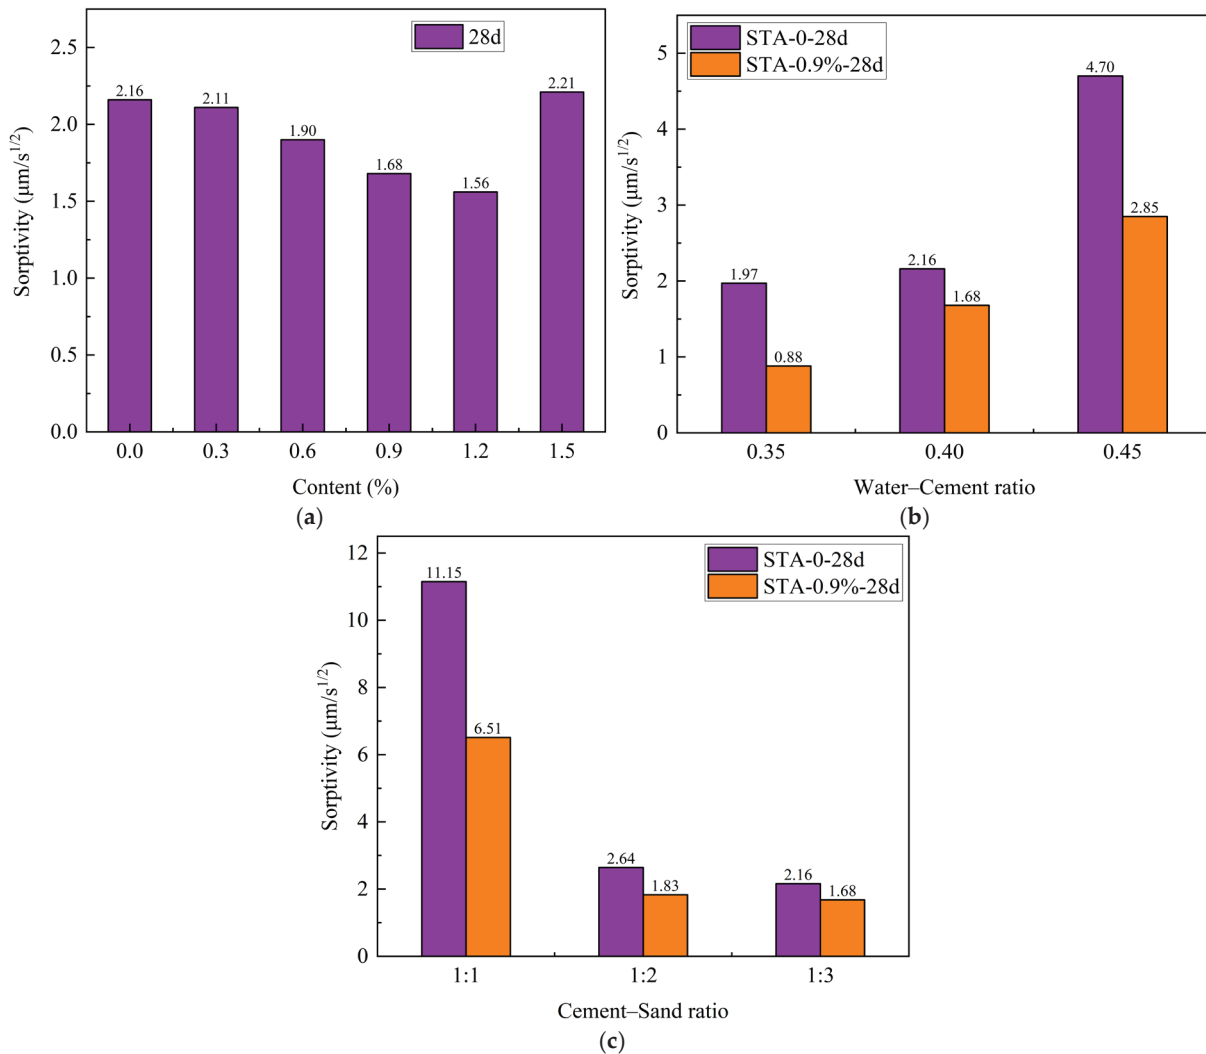 28d
2.5
2.0
1.5
1.0
0.5
0.0
Sorptivity (μm/s^1/2)
2.16
2.11
1.90
1.68
1.56
2.21
0.0 0.3 0.6 0.9 1.2 1.5
Content (%)
(a)
STA-0-28d
STA-0.9%-28d
5
4
3
2
1
0
Sorptivity (μm/s^1/2)
1.97
0.88
2.16
1.68
4.70
2.85
0.35 0.40 0.45
Water–Cement ratio
(b)
STA-0-28d
STA-0.9%-28d
12
10
8
6
4
2
0
Sorptivity (μm/s^1/2)
11.15
6.51
2.64
1.83
2.16
1.68
1:1 1:2 1:3
Cement–Sand ratio
(c)